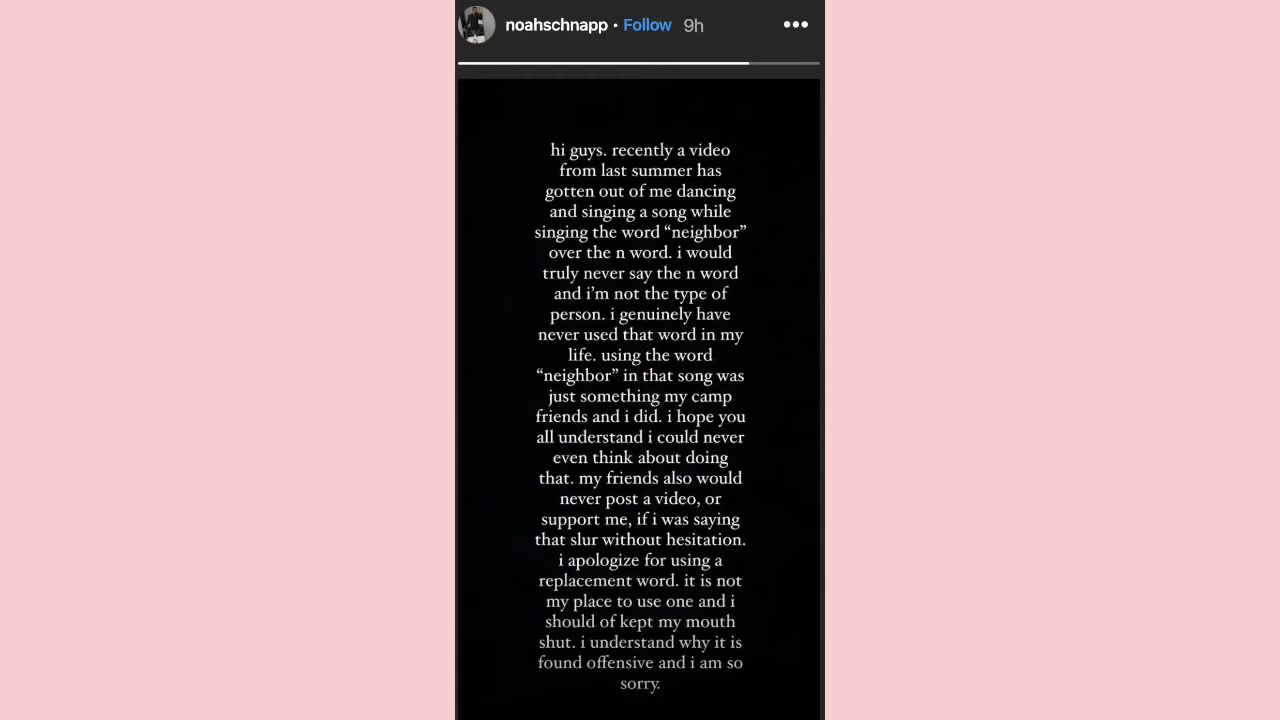 noahschnapp • Follow 9h
hi guys. recently a video
from last summer has
gotten out of me dancing
and singing a song while
singing the word “neighbor”
over the n word. i would
truly never say the n word
and i’m not the type of
person. i genuinely have
never used that word in my
life. using the word
“neighbor” in that song was
just something my camp
friends and i did. i hope you
all understand i could never
even think about doing
that. my friends also would
never post a video, or
support me, if i was saying
that slur without hesitation.
i apologize for using a
replacement word. it is not
my place to use one and i
should of kept my mouth
shut. i understand why it is
found offensive and i am so
sorry.